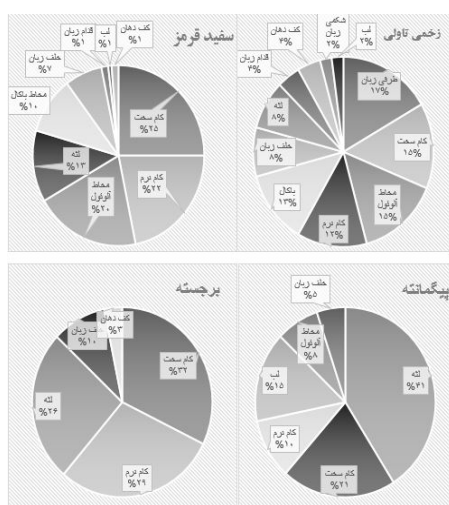 زخمی تاولی
طرفی زبان
۱۷%
کام سخت
۱۵%
مخاط
آلوئول
۱۵%
کام نرم
۱۲%
باکال
۱۳%
خلف زبان
۸%
لثه
۸%
قدام زبان
۴%
کف دهان
۴%
شکمی
زبان
۲%
لب
۲%
سفید قرمز
کام سخت
%۲۵
کام نرم
%۲۲
مخاط
آلوئول
%۲۰
لثه
%۱۳
مخاط باکال
%۱۰
خلف زبان
%۷
قدام زبان
%۱
لب
%۱
کف دهان
%۱
پیگمانته
لثه
%۴۱
کام سخت
%۲۱
کام نرم
%۱۰
لب
%۱۵
مخاط
آلوئول
%۸
خلف زبان
%۵
برجسته
کام سخت
%۳۲
کام نرم
%۲۹
لثه
%۲۶
خلف زبان
%۱۰
کف دهان
%۳